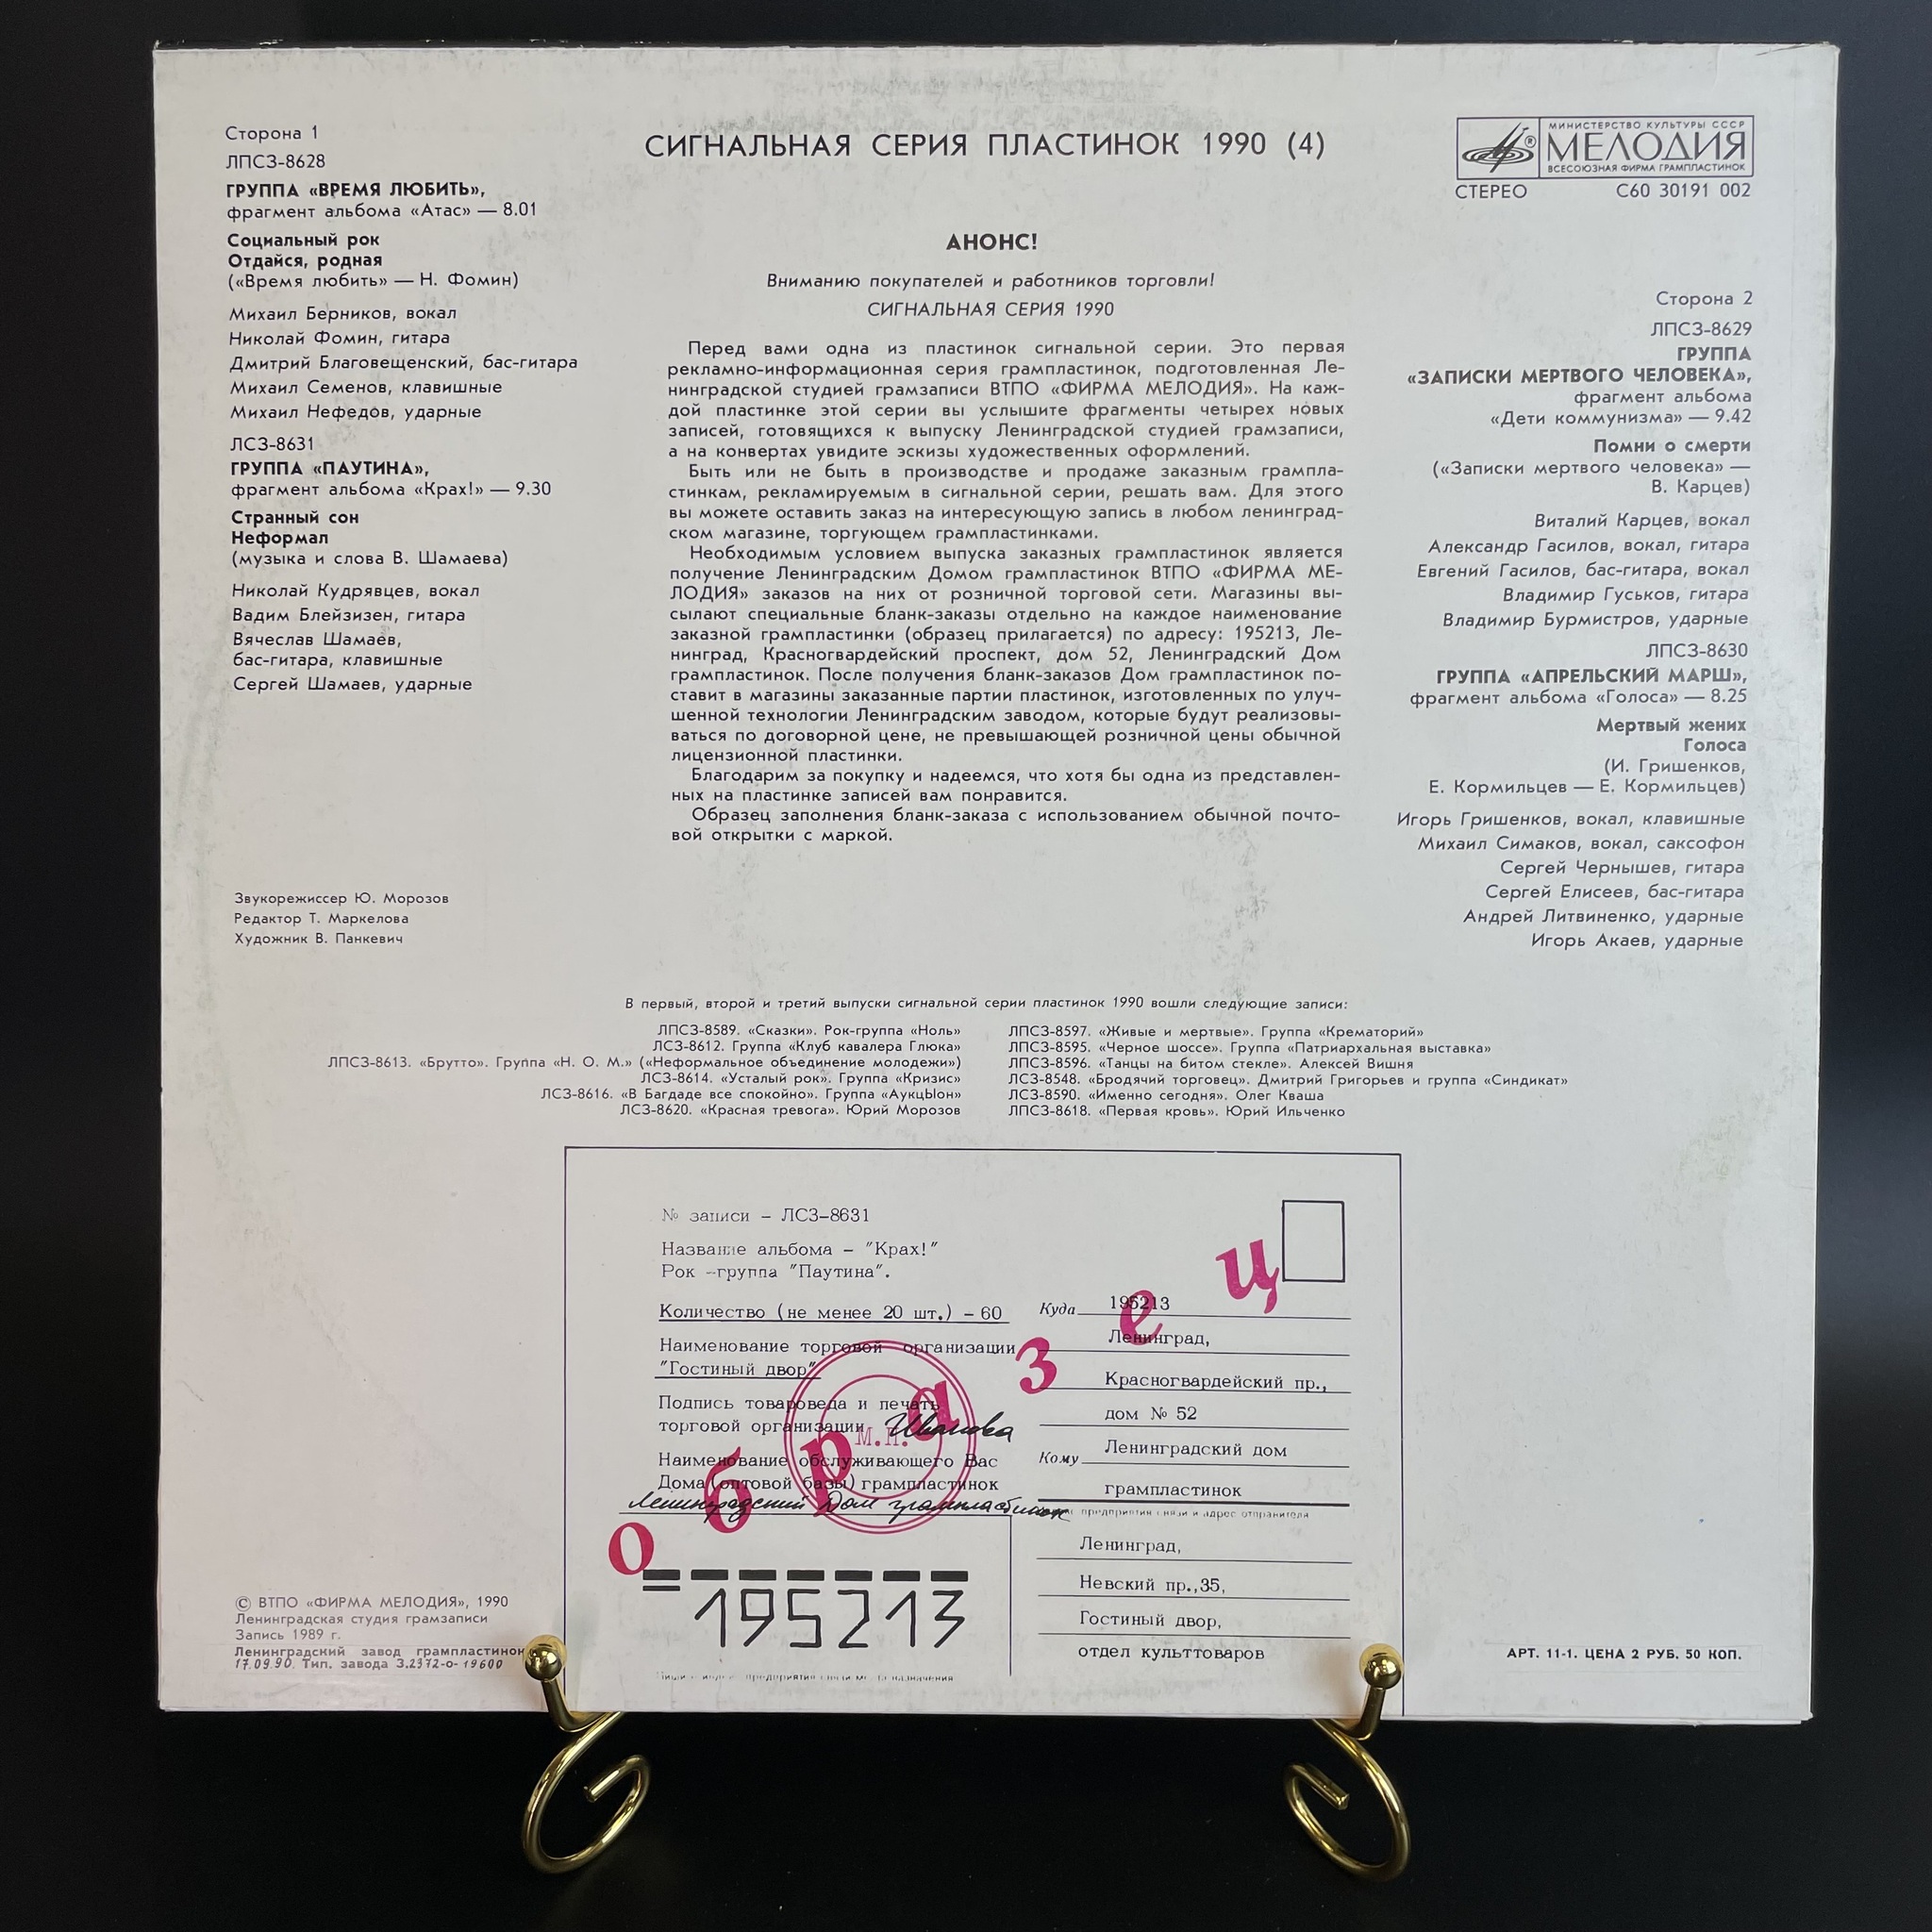 СИГНАЛЬНАЯ СЕРИЯ ПЛАСТИНОК 1990 (4)
МИНИСТЕРСТВО КУЛЬТУРЫ СССР
МЕЛОДИЯ
ВСЕСОЮЗНАЯ ФИРМА ГРАМПЛАСТИНОК
®
СТЕРЕО С60 30191 002
Сторона 1
ЛПСЗ-8628
ГРУППА «ВРЕМЯ ЛЮБИТЬ»,
фрагмент альбома «Атас» — 8.01
Социальный рок
Отдайся, родная
(«Время любить» — Н. Фомин)
Михаил Берников, вокал
Николай Фомин, гитара
Дмитрий Благовещенский, бас-гитара
Михаил Семенов, клавишные
Михаил Нефедов, ударные
ЛСЗ-8631
ГРУППА «ПАУТИНА»,
фрагмент альбома «Крах!» — 9.30
Странный сон
Неформал
(музыка и слова В. Шамаева)
Николай Кудрявцев, вокал
Вадим Блейзизен, гитара
Вячеслав Шамаев,
бас-гитара, клавишные
Сергей Шамаев, ударные
Звукорежиссер Ю. Морозов
Редактор Т. Маркелова
Художник В. Панкевич
АНОНС!
Вниманию покупателей и работников торговли!
СИГНАЛЬНАЯ СЕРИЯ 1990
Перед вами одна из пластинок сигнальной серии. Это первая
рекламно-информационная серия грампластинок, подготовленная Ле-
нинградской студией грамзаписи ВТПО «ФИРМА МЕЛОДИЯ». На каж-
дой пластинке этой серии вы услышите фрагменты четырех новых
записей, готовящихся к выпуску Ленинградской студией грамзаписи,
а на конвертах увидите эскизы художественных оформлений.
Быть или не быть в производстве и продаже заказным грампла-
стинкам, рекламируемым в сигнальной серии, решать вам. Для этого
вы можете оставить заказ на интересующую запись в любом ленинград-
ском магазине, торгующем грампластинками.
Необходимым условием выпуска заказных грампластинок является
получение Ленинградским Домом грампластинок ВТПО «ФИРМА МЕ-
ЛОДИЯ» заказов на них от розничной торговой сети. Магазины вы-
сылают специальные бланк-заказы отдельно на каждое наименование
заказной грампластинки (образец прилагается) по адресу: 195213, Ле-
нинград, Красногвардейский проспект, дом 52, Ленинградский Дом
грампластинок. После получения бланк-заказов Дом грампластинок по-
ставит в магазины заказанные партии пластинок, изготовленных по улуч-
шенной технологии Ленинградским заводом, которые будут реализовы-
ваться по договорной цене, не превышающей розничной цены обычной
лицензионной пластинки.
Благодарим за покупку и надеемся, что хотя бы одна из представлен-
ных на пластинке записей вам понравится.
Образец заполнения бланк-заказа с использованием обычной почто-
вой открытки с маркой.
Сторона 2
ЛПСЗ-8629
ГРУППА
«ЗАПИСКИ МЕРТВОГО ЧЕЛОВЕКА»,
фрагмент альбома
«Дети коммунизма» — 9.42
Помни о смерти
(«Записки мертвого человека» —
В. Карцев)
Виталий Карцев, вокал
Александр Гасилов, вокал, гитара
Евгений Гасилов, бас-гитара, вокал
Владимир Гуськов, гитара
Владимир Бурмистров, ударные
ЛПСЗ-8630
ГРУППА «АПРЕЛЬСКИЙ МАРШ»,
фрагмент альбома «Голоса» — 8.25
Мертвый жених
Голоса
(И. Гришенков,
Е. Кормильцев — Е. Кормильцев)
Игорь Гришенков, вокал, клавишные
Михаил Симаков, вокал, саксофон
Сергей Чернышев, гитара
Сергей Елисеев, бас-гитара
Андрей Литвиненко, ударные
Игорь Акаев, ударные
В первый, второй и третий выпуски сигнальной серии пластинок 1990 вошли следующие записи:
ЛПСЗ-8589. «Сказки». Рок-группа «Ноль»
ЛСЗ-8612. Группа «Клуб кавалера Глюка»
ЛПСЗ-8613. «Брутто». Группа «Н. О. М.» («Неформальное объединение молодежи»)
ЛСЗ-8614. «Усталый рок». Группа «Кризис»
ЛСЗ-8616. «В Багдаде все спокойно». Группа «АукцЫон»
ЛСЗ-8620. «Красная тревога». Юрий Морозов
ЛПСЗ-8597. «Живые и мертвые». Группа «Крематорий»
ЛПСЗ-8595. «Черное шоссе». Группа «Патриархальная выставка»
ЛПСЗ-8596. «Танцы на битом стекле». Алексей Вишня
ЛСЗ-8548. «Бродячий торговец». Дмитрий Григорьев и группа «Синдикат»
ЛСЗ-8590. «Именно сегодня». Олег Кваша
ЛПСЗ-8618. «Первая кровь». Юрий Ильченко
№ записи – ЛСЗ-8631
Название альбома – "Крах!"
Рок -группа "Паутина".
Количество (не менее 20 шт.) – 60
Наименование торговой организации
"Гостиный двор"
Подпись товароведа и печать
торговой организации Иванова
м.п.
Наименование обслуживающего Вас
Дома(оптовой базы) грампластинок
Ленинградский Дом грампластинок
образец
195213
Куда 195213
Ленинград,
Красногвардейский пр.,
дом № 52
Кому Ленинградский дом
грампластинок
предприятия связи и адрес отправителя
Ленинград,
Невский пр.,35,
Гостиный двор,
отдел культтоваров
предприятия связи места назначения
© ВТПО «ФИРМА МЕЛОДИЯ», 1990
Ленинградская студия грамзаписи
Запись 1989 г.
Ленинградский завод грампластинок
17.09.90. Тип. завода З.2372-о-19600
АРТ. 11-1. ЦЕНА 2 РУБ. 50 КОП.